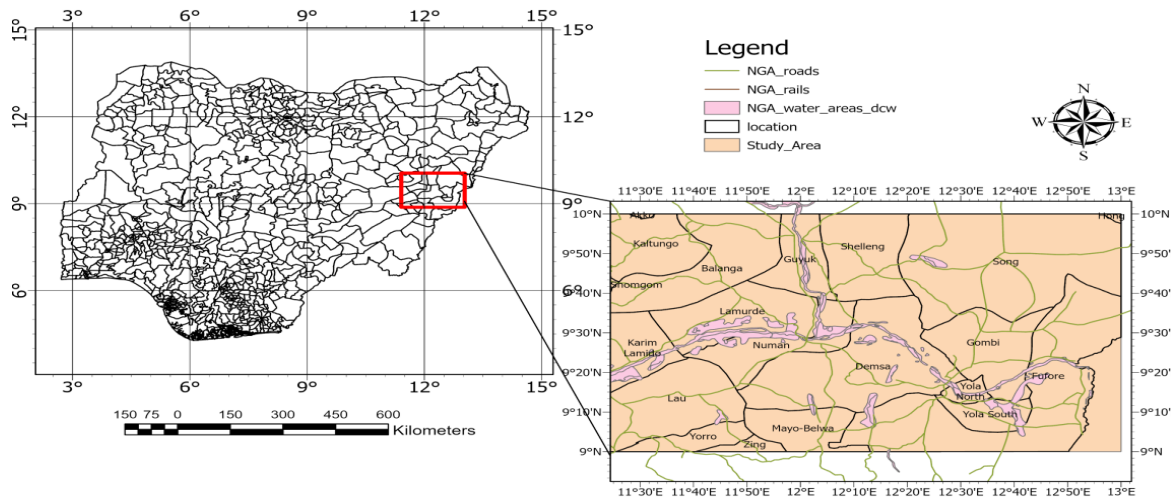 3° 6° 9° 12° 15°
15° 15°
12° 12°
9° 9°
6° 6°
3° 6° 9° 12° 15°
150 75 0 150 300 450 600
Kilometers
Legend
NGA_roads
NGA_rails
NGA_water_areas_dcw
location
Study_Area
N
W E
S
11°30'E 11°40'E 11°50'E 12°E 12°10'E 12°20'E 12°30'E 12°40'E 12°50'E 13°E
10°N Akko Hong 10°N
Kaltungo Shelleng
9°50'N Balanga Guyuk Song 9°50'N
Shomgom
9°40'N 9°40'N
Lamurde
9°30'N 9°30'N
Karim Numan Gombi
Lamido
9°20'N Demsa Fufore 9°20'N
Yola
Lau North
9°10'N Yola South 9°10'N
Yorro Mayo-Belwa
Zing
9°N 9°N
11°30'E 11°40'E 11°50'E 12°E 12°10'E 12°20'E 12°30'E 12°40'E 12°50'E 13°E